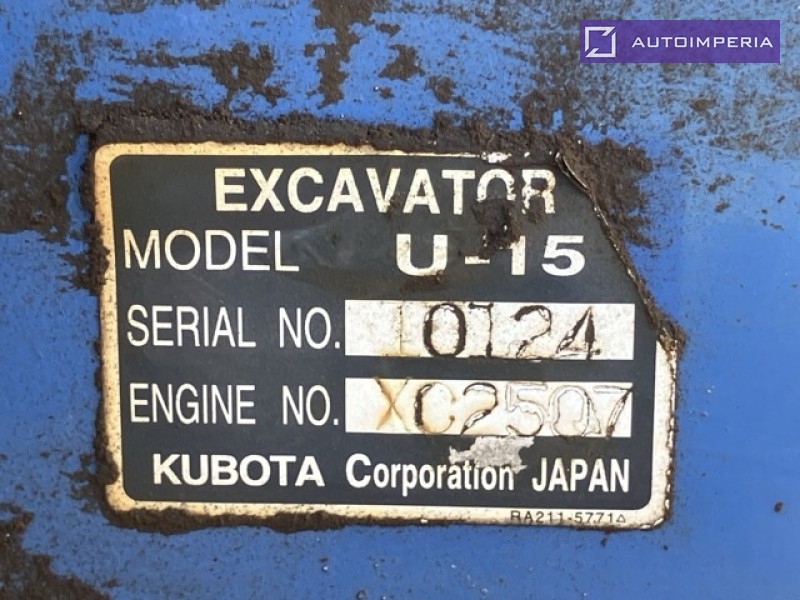 AUTOIMPERIA
EXCAVATOR
MODEL U-15
SERIAL NO. 10124
ENGINE NO. XC2507
KUBOTA Corporation JAPAN
RA211-5771△